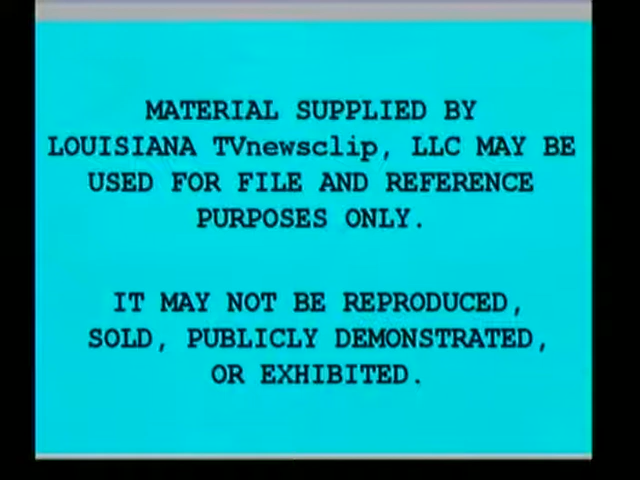 MATERIAL SUPPLIED BY
LOUISIANA TVnewsclip, LLC MAY BE
USED FOR FILE AND REFERENCE
PURPOSES ONLY.
IT MAY NOT BE REPRODUCED,
SOLD, PUBLICLY DEMONSTRATED,
OR EXHIBITED.